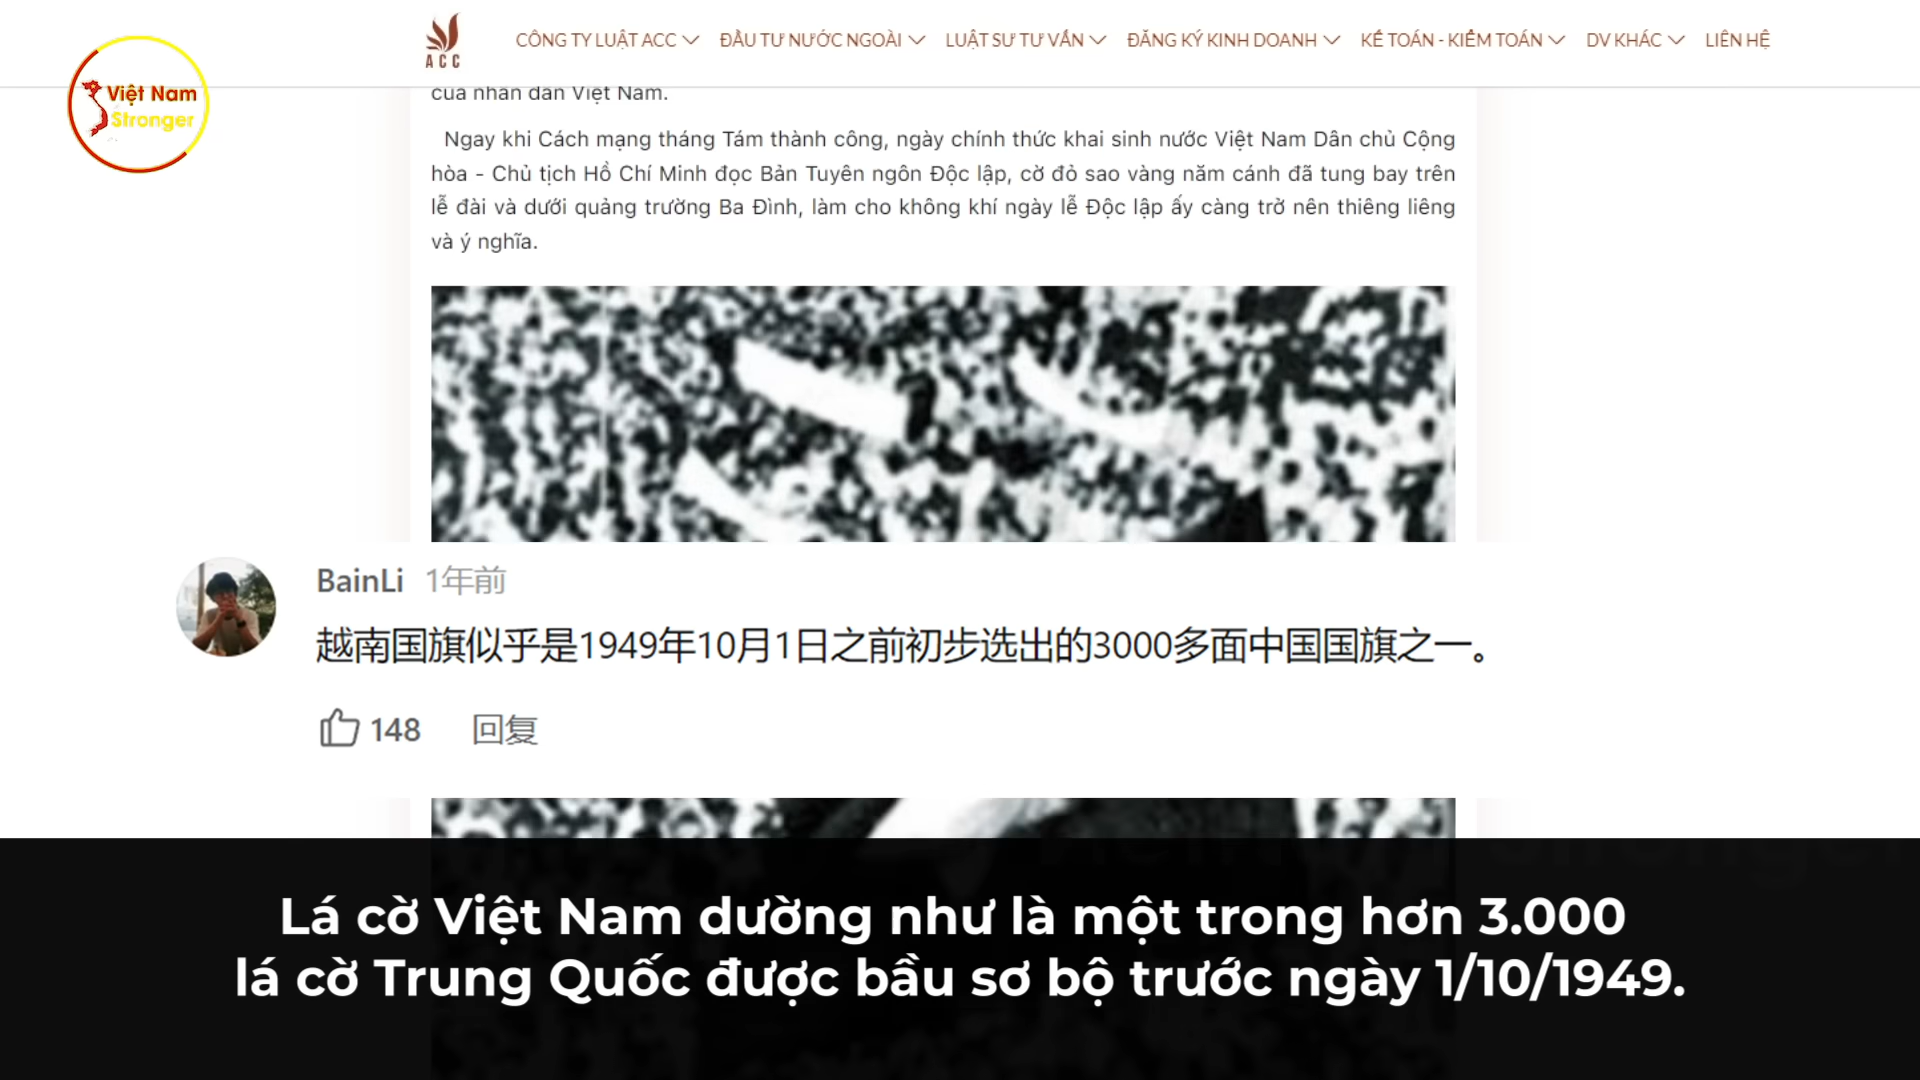 ACC
CÔNG TY LUẬT ACC ĐẦU TƯ NƯỚC NGOÀI LUẬT SƯ TƯ VẤN ĐĂNG KÝ KINH DOANH KẾ TOÁN - KIỂM TOÁN DV KHÁC LIÊN HỆ
Việt Nam
Stronger
của nhân dân Việt Nam.
Ngay khi Cách mạng tháng Tám thành công, ngày chính thức khai sinh nước Việt Nam Dân chủ Cộng
hòa - Chủ tịch Hồ Chí Minh đọc Bản Tuyên ngôn Độc lập, cờ đỏ sao vàng năm cánh đã tung bay trên
lễ đài và dưới quảng trường Ba Đình, làm cho không khí ngày lễ Độc lập ấy càng trở nên thiêng liêng
và ý nghĩa.
BainLi 1年前
越南国旗似乎是1949年10月1日之前初步选出的3000多面中国国旗之一。
148 回复
Lá cờ Việt Nam dường như là một trong hơn 3.000
lá cờ Trung Quốc được bầu sơ bộ trước ngày 1/10/1949.